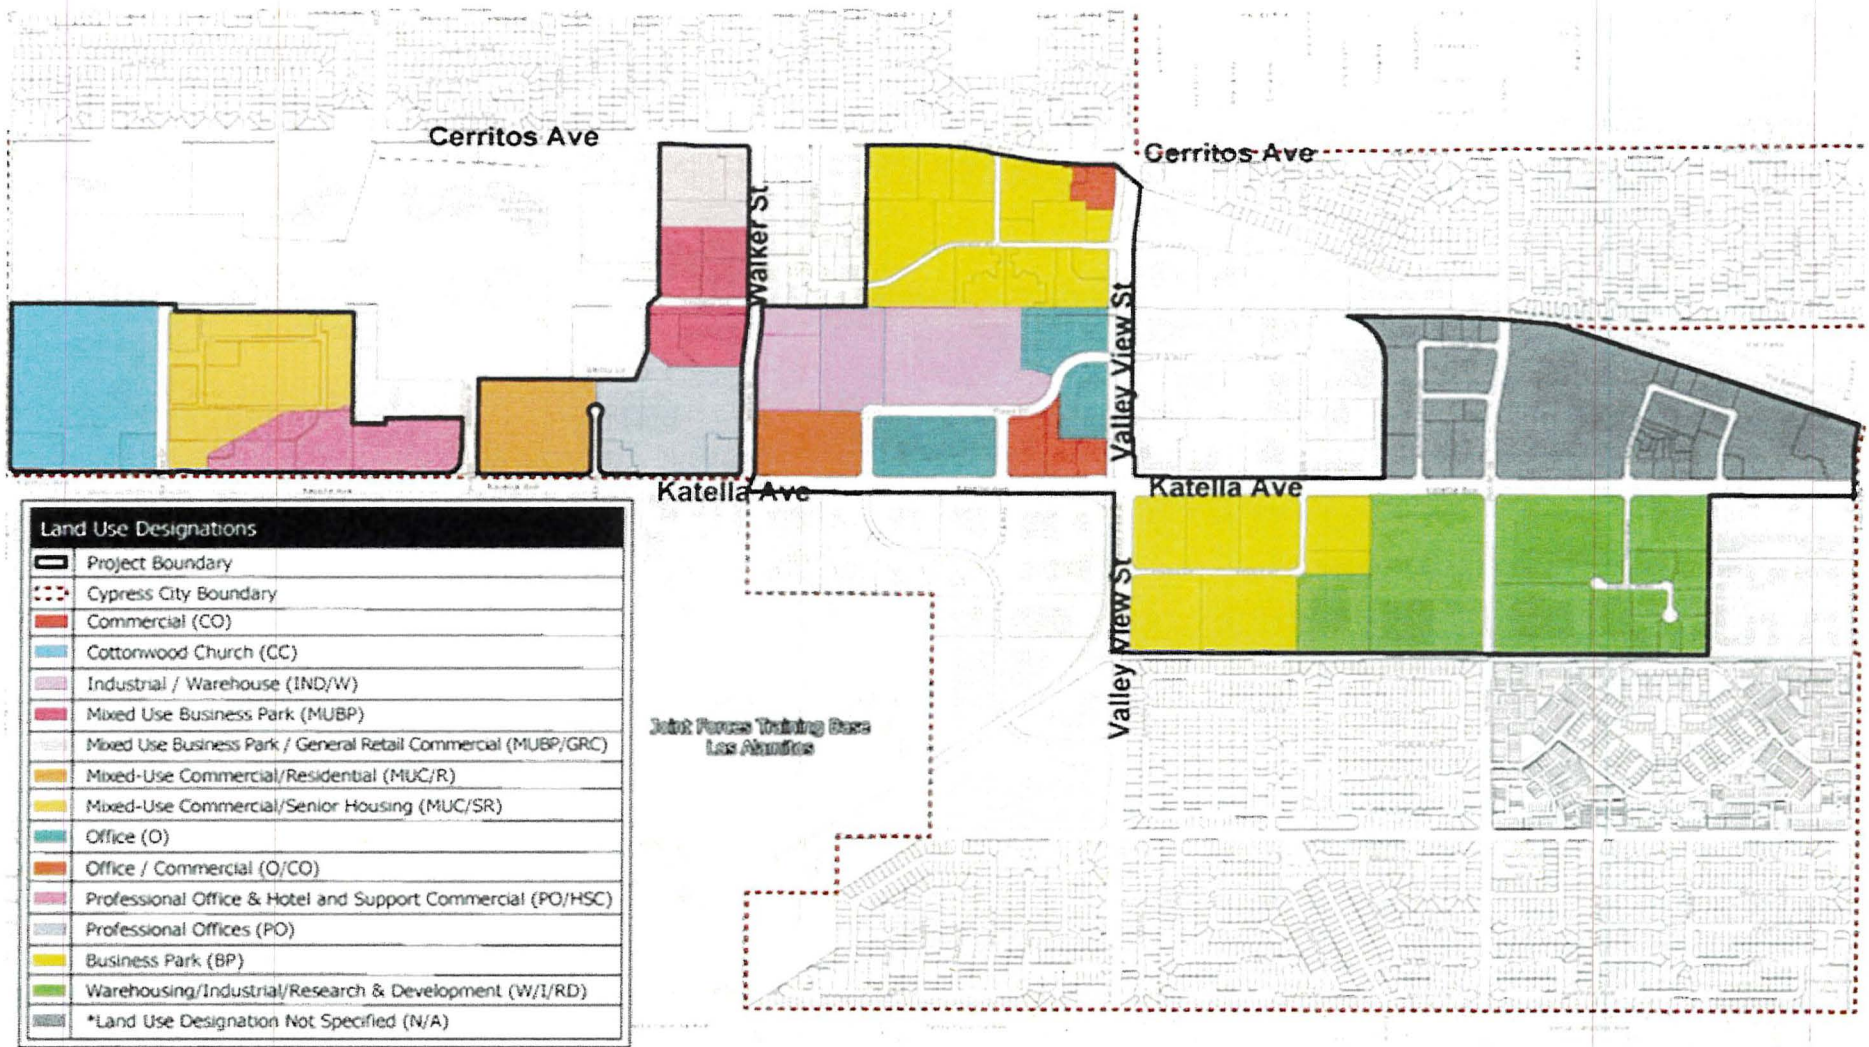 Cerritos Ave
Cerritos Ave
Walker St
Valley View St
Katella Ave
Katella Ave
Valley View St
Joint Forces Training Base
Los Alamitos
Land Use Designations
Project Boundary
Cypress City Boundary
Commercial (CO)
Cottonwood Church (CC)
Industrial / Warehouse (IND/W)
Mixed Use Business Park (MUBP)
Mixed Use Business Park / General Retail Commercial (MUBP/GRC)
Mixed-Use Commercial/Residential (MUC/R)
Mixed-Use Commercial/Senior Housing (MUC/SR)
Office (O)
Office / Commercial (O/CO)
Professional Office & Hotel and Support Commercial (PO/HSC)
Professional Offices (PO)
Business Park (BP)
Warehousing/Industrial/Research & Development (W/I/RD)
*Land Use Designation Not Specified (N/A)